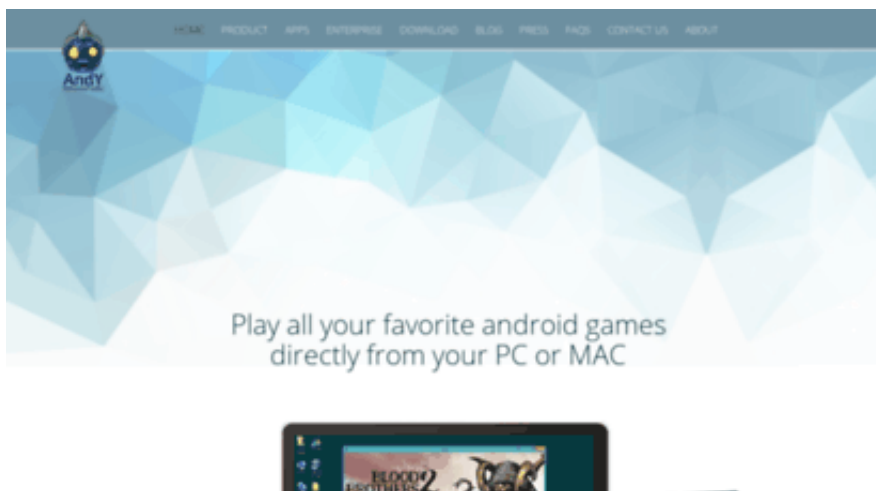 HOME PRODUCT APPS ENTERPRISE DOWNLOAD BLOG PRESS FAQS CONTACT US ABOUT
AndY
Play all your favorite android games
directly from your PC or MAC
BLOOD
BROTHERS 2